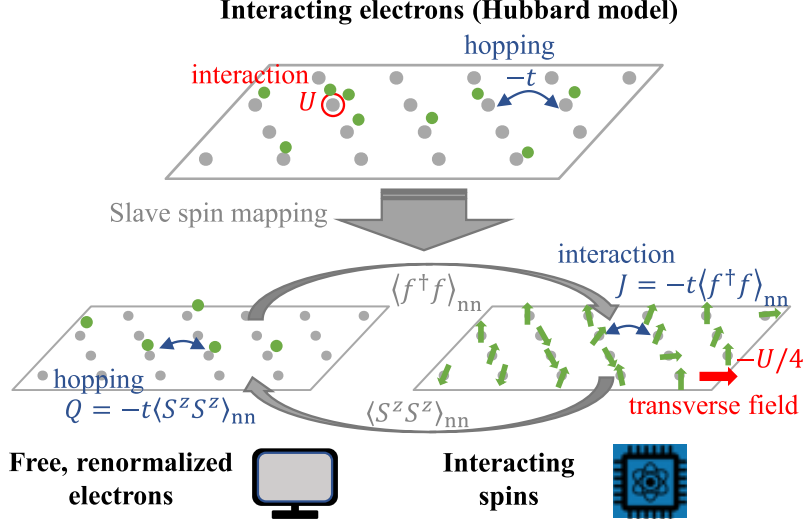 Interacting electrons (Hubbard model)
hopping
interaction
−t
U
Slave spin mapping
interaction
⟨f†f⟩nn
J = −t⟨f†f⟩nn
hopping
−U/4
Q = −t⟨SᶻSᶻ⟩nn
⟨SᶻSᶻ⟩nn
transverse field
Free, renormalized
electrons
Interacting
spins